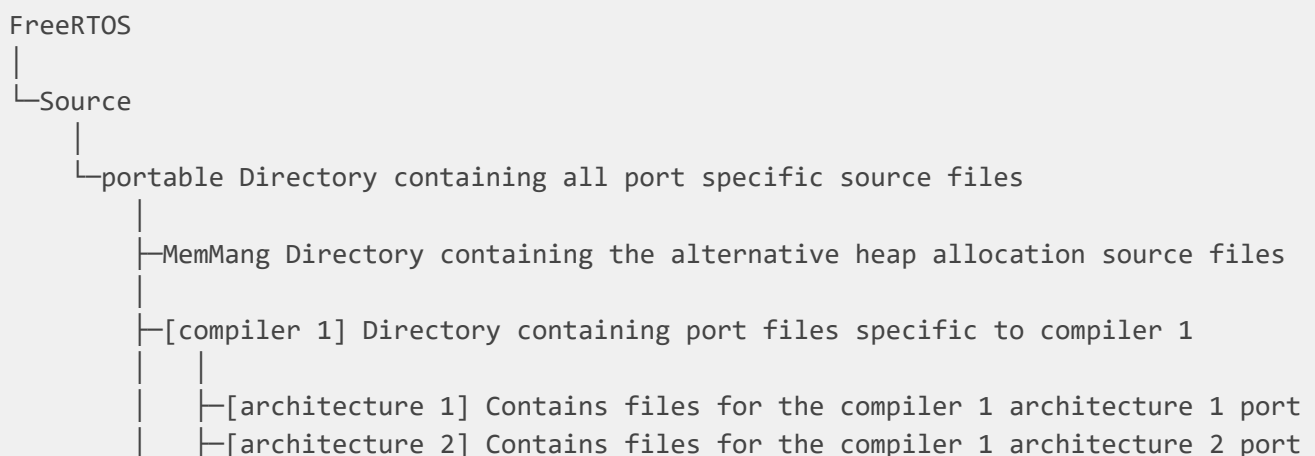 FreeRTOS
│
└─Source
    │
    └─portable Directory containing all port specific source files
        │
        ├─MemMang Directory containing the alternative heap allocation source files
        │
        ├─[compiler 1] Directory containing port files specific to compiler 1
        │   │
        │   ├─[architecture 1] Contains files for the compiler 1 architecture 1 port
        │   ├─[architecture 2] Contains files for the compiler 1 architecture 2 port